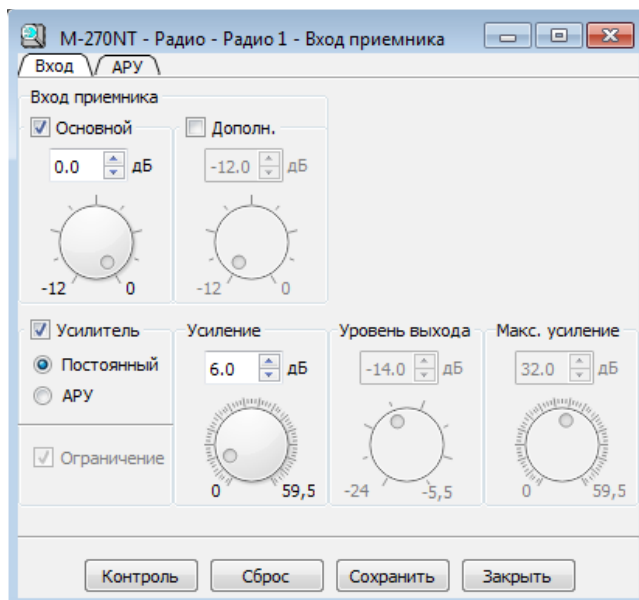 M-270NT - Радио - Радио 1 - Вход приемника
Вход АРУ
Вход приемника
Основной Дополн.
0.0 дБ -12.0 дБ
-12 0 -12 0
Усилитель Усиление Уровень выхода Макс. усиление
Постоянный 6.0 дБ -14.0 дБ 32.0 дБ
АРУ
Ограничение
0 59,5 -24 -5,5 0 59,5
Контроль Сброс Сохранить Закрыть